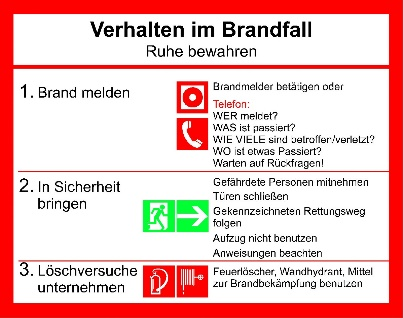 Verhalten im Brandfall
Ruhe bewahren
1. Brand melden
Brandmelder betätigen oder
Telefon:
WER meldet?
WAS ist passiert?
WIE VIELE sind betroffen/verletzt?
WO ist etwas Passiert?
Warten auf Rückfragen!
2. In Sicherheit
bringen
Gefährdete Personen mitnehmen
Türen schließen
Gekennzeichneten Rettungsweg
folgen
Aufzug nicht benutzen
Anweisungen beachten
3. Löschversuche
unternehmen
Feuerlöscher, Wandhydrant, Mittel
zur Brandbekämpfung benutzen